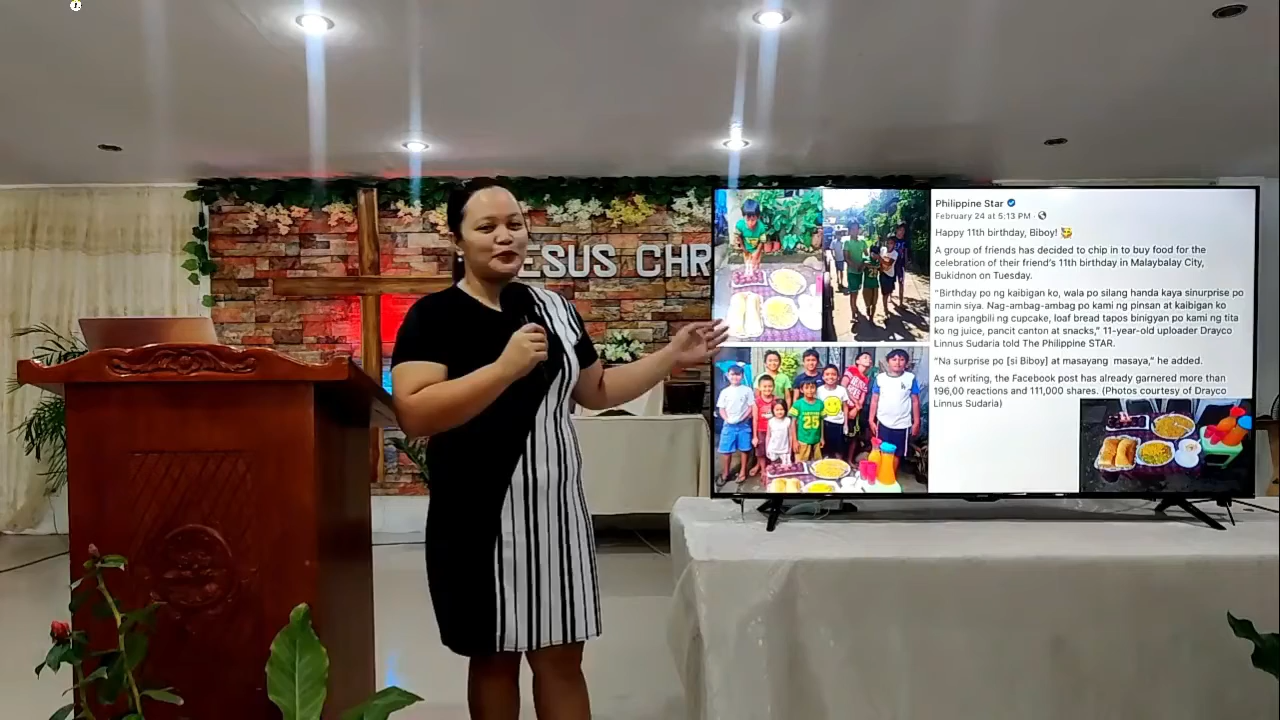 ESUS CHR
Philippine Star
February 24 at 5:13 PM ·
Happy 11th birthday, Biboy! 🥳
A group of friends has decided to chip in to buy food for the
celebration of their friend's 11th birthday in Malaybalay City,
Bukidnon on Tuesday.
"Birthday po ng kaibigan ko, wala po silang handa kaya sinurprise po
namin siya. Nag-ambag-ambag po kami ng pinsan at kaibigan ko
para ipangbili ng cupcake, loaf bread tapos binigyan po kami ng tita
ko ng juice, pancit canton at snacks," 11-year-old uploader Drayco
Linnus Sudaria told The Philippine STAR.
"Na surprise po [si Biboy] at masayang masaya," he added.
As of writing, the Facebook post has already garnered more than
196,00 reactions and 111,000 shares. (Photos courtesy of Drayco
Linnus Sudaria)
25